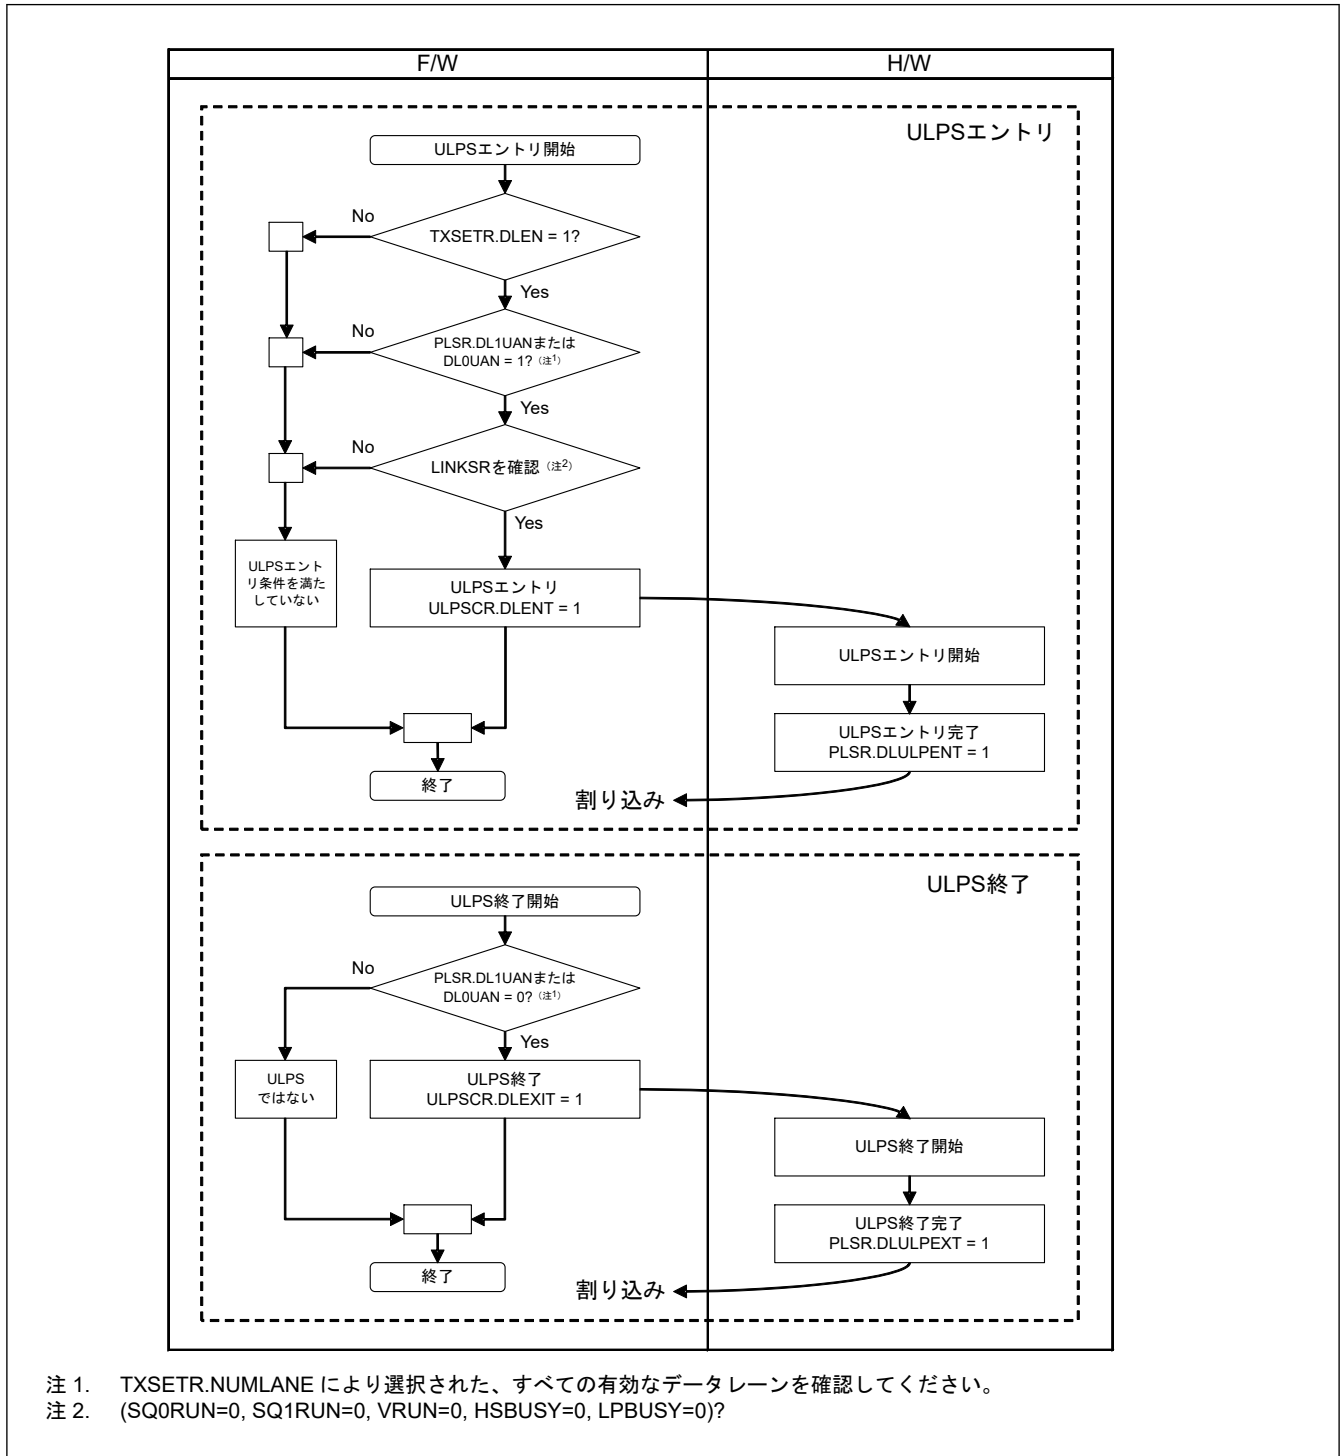 F/W
H/W
ULPSエントリ
ULPSエントリ開始
No
TXSETR.DLEN = 1?
Yes
No
PLSR.DL1UANまたは
DL0UAN = 1? (注1)
Yes
No
LINKSRを確認 (注2)
Yes
ULPSエント
リ条件を満た
していない
ULPSエントリ
ULPSCR.DLENT = 1
ULPSエントリ開始
ULPSエントリ完了
PLSR.DLULPENT = 1
終了
割り込み
ULPS終了
ULPS終了開始
No
PLSR.DL1UANまたは
DL0UAN = 0? (注1)
Yes
ULPS
ではない
ULPS終了
ULPSCR.DLEXIT = 1
ULPS終了開始
ULPS終了完了
PLSR.DLULPEXT = 1
終了
割り込み
注 1. TXSETR.NUMLANE により選択された、すべての有効なデータレーンを確認してください。
注 2. (SQ0RUN=0, SQ1RUN=0, VRUN=0, HSBUSY=0, LPBUSY=0)?